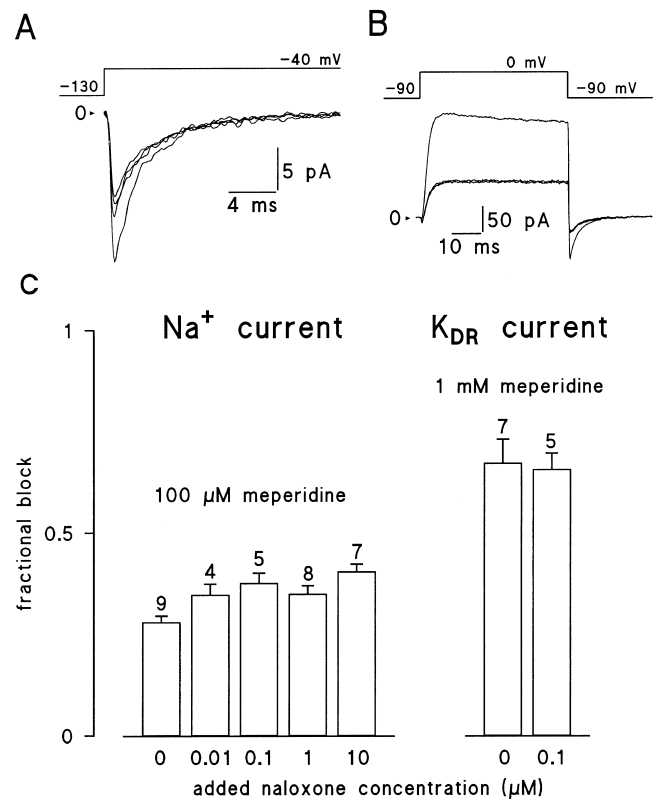 A
−40 mV
−130
0
5 pA
4 ms
B
0 mV
−90
−90 mV
0
50 pA
10 ms
C
Na+ current
KDR current
1
0.5
0
fractional block
100 µM meperidine
1 mM meperidine
9 4 5 8 7
7 5
0 0.01 0.1 1 10
0 0.1
added naloxone concentration (µM)